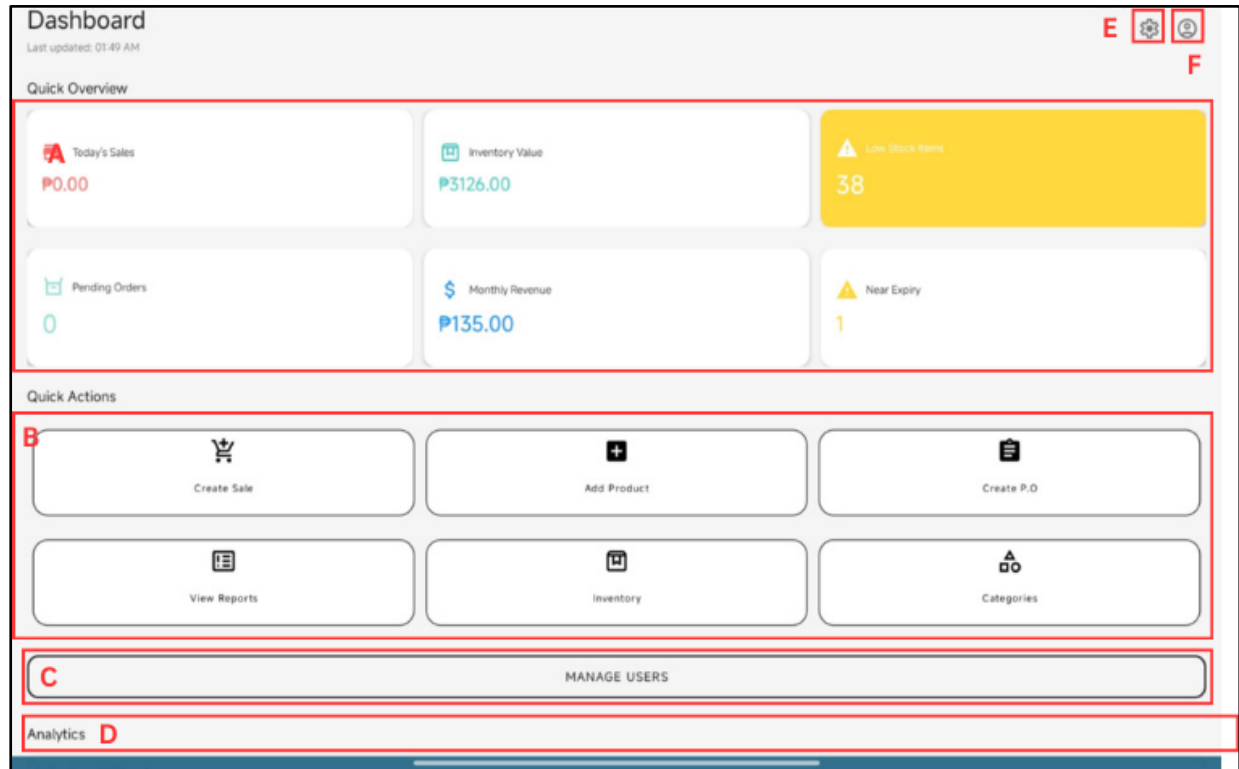 Dashboard
E
Last updated: 01:49 AM
F
Quick Overview
A Today's Sales
Inventory Value
Low Stock Items
₱0.00
₱3126.00
38
Pending Orders
Monthly Revenue
Near Expiry
0
₱135.00
1
Quick Actions
B
Create Sale
Add Product
Create P.O
View Reports
Inventory
Categories
C
MANAGE USERS
Analytics D